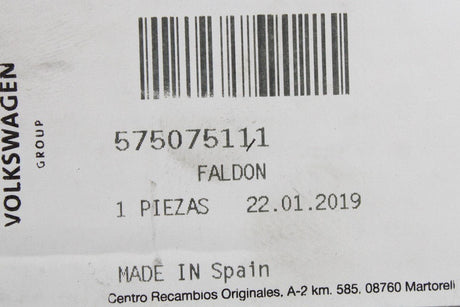 VOLKSWAGEN
GROUP
575075111
FALDON
1 PIEZAS 22.01.2019
MADE IN Spain
Centro Recambios Originales. A-2 km. 585. 08760 Martorell